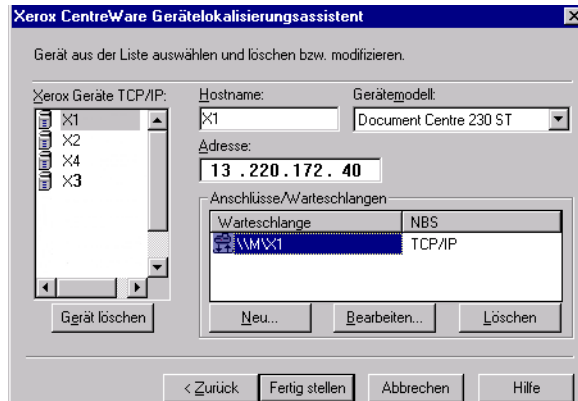 Xerox CentreWare Gerätelokalisierungsassistent
Gerät aus der Liste auswählen und löschen bzw. modifizieren.
Xerox Geräte TCP/IP:
X1
X2
X4
X3
Gerät löschen
Hostname:
X1
Gerätemodell:
Document Centre 230 ST
Adresse:
13 . 220 . 172 . 40
Anschlüsse/Warteschlangen
Warteschlange NBS
\\M\X1 TCP/IP
Neu... Bearbeiten... Löschen
< Zurück Fertig stellen Abbrechen Hilfe